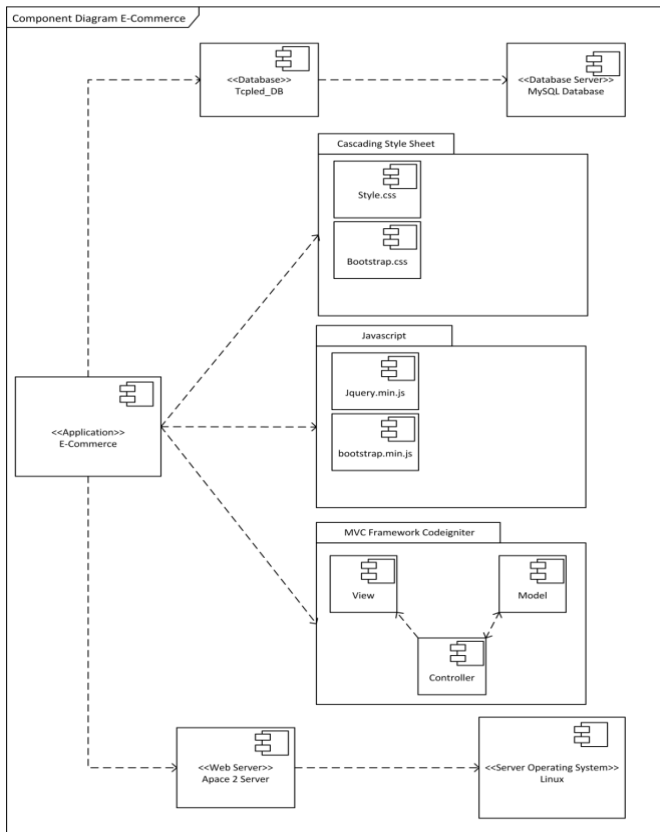 Component Diagram E-Commerce
<<Database>>
Tcpled_DB
<<Database Server>>
MySQL Database
Cascading Style Sheet
Style.css
Bootstrap.css
Javascript
Jquery.min.js
bootstrap.min.js
<<Application>>
E-Commerce
MVC Framework Codeigniter
View
Model
Controller
<<Web Server>>
Apace 2 Server
<<Server Operating System>>
Linux